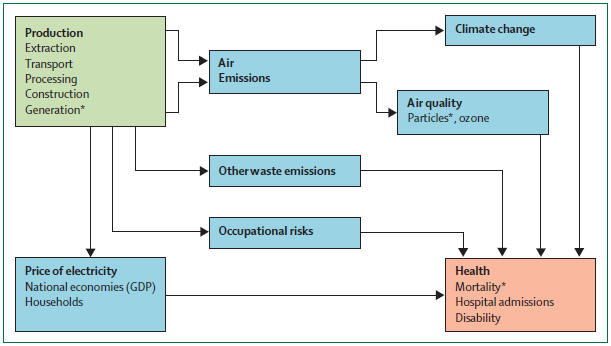 Production
Extraction
Transport
Processing
Construction
Generation*
Air
Emissions
Climate change
Air quality
Particles*, ozone
Other waste emissions
Occupational risks
Price of electricity
National economies (GDP)
Households
Health
Mortality*
Hospital admissions
Disability